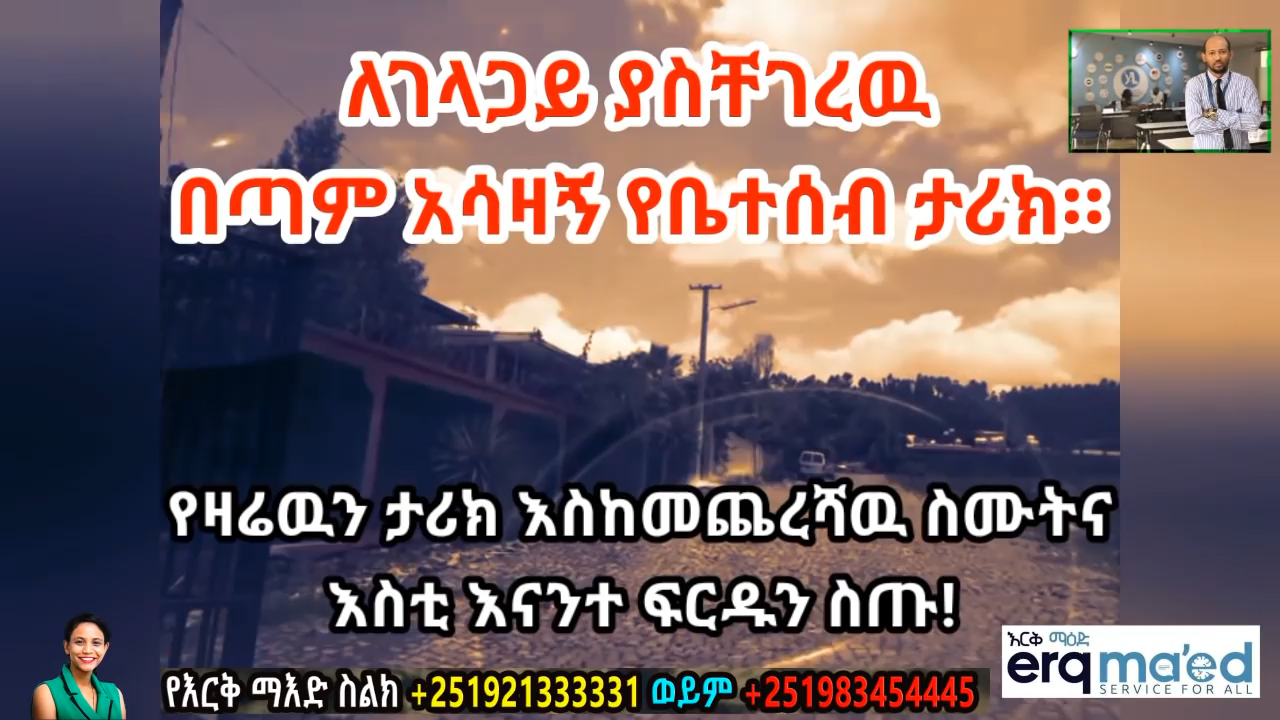 ለገላጋይ ያስቸገረዉ
በጣም አሳዛኝ የቤተሰብ ታሪክ።
የዛሬዉን ታሪክ እስከመጨረሻዉ ስሙትና
እስቲ እናንተ ፍርዱን ስጡ!
የእርቅ ማእድ ስልክ +251921333331 ወይም +251983454445
እርቅ ማዕድ
erqma'ed
SERVICE FOR ALL